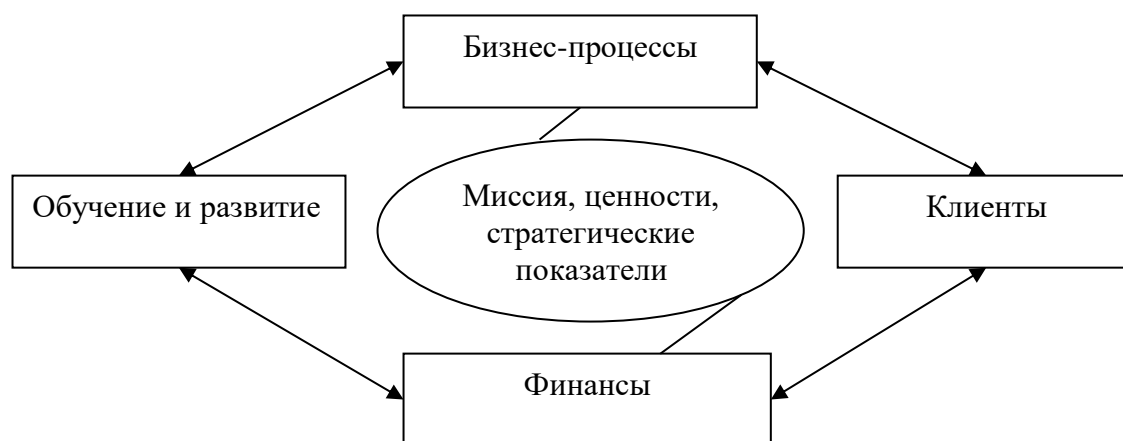 Бизнес-процессы
Обучение и развитие
Миссия, ценности,
стратегические
показатели
Клиенты
Финансы